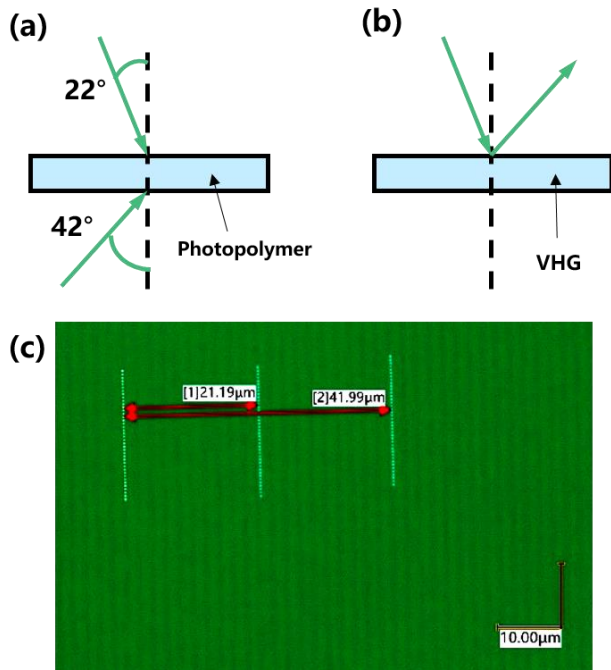 (a)
22°
42°
Photopolymer
(b)
VHG
(c)
[1]21.19μm
[2]41.99μm
10.00μm